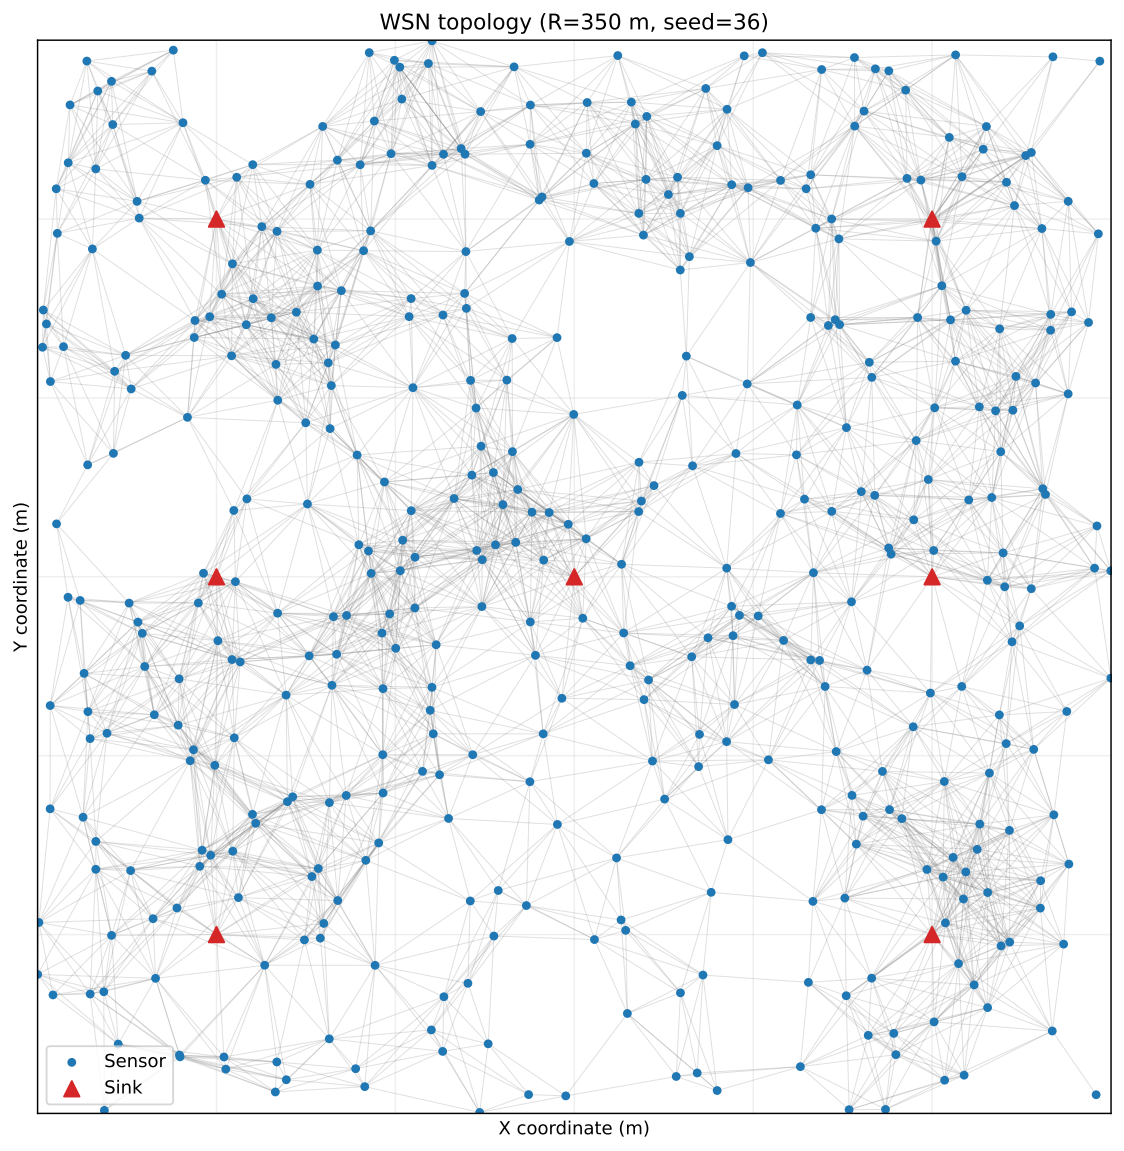 WSN topology (R=350 m, seed=36)
Y coordinate (m)
Sensor
Sink
X coordinate (m)